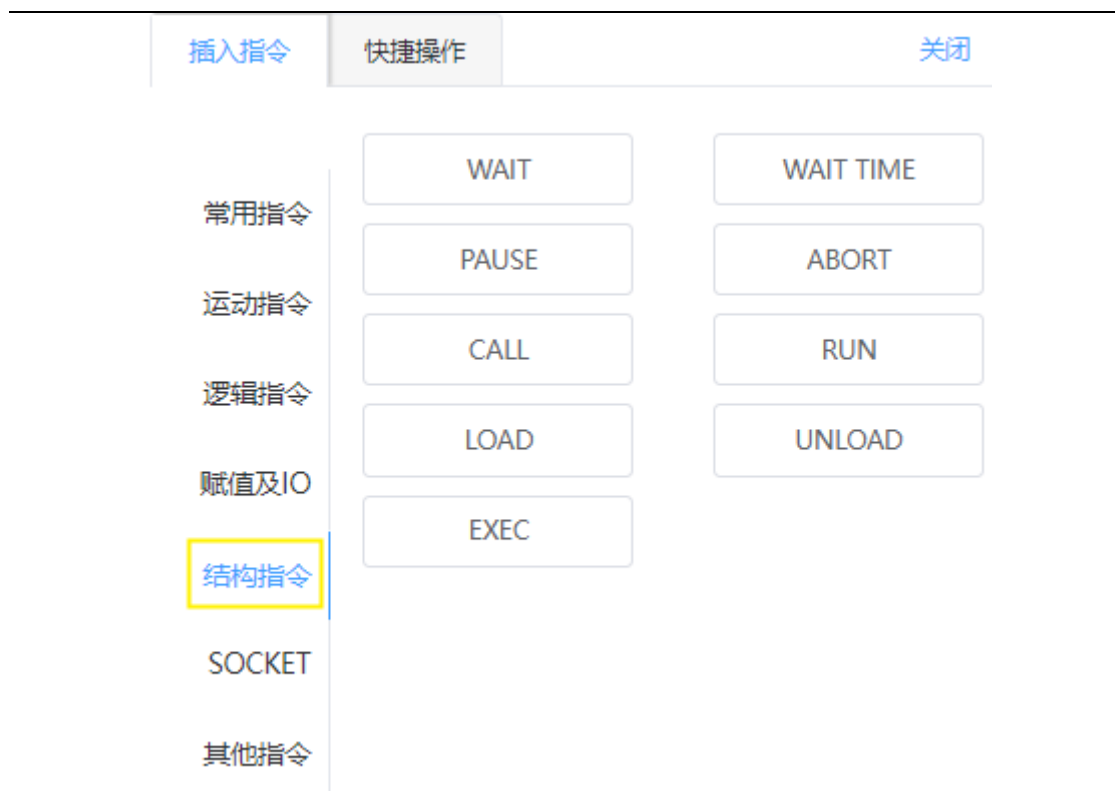 插入指令 快捷操作 关闭
常用指令
运动指令
逻辑指令
赋值及IO
结构指令
SOCKET
其他指令
WAIT WAIT TIME
PAUSE ABORT
CALL RUN
LOAD UNLOAD
EXEC